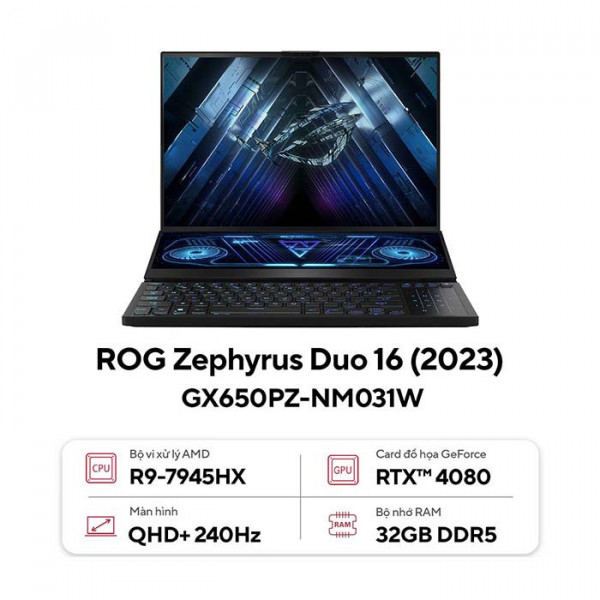 ROG Zephyrus Duo 16 (2023)
GX650PZ-NM031W
CPU
Bộ vi xử lý AMD
R9-7945HX
GPU
Card đồ họa GeForce
RTX™ 4080
Màn hình
QHD+ 240Hz
RAM
Bộ nhớ RAM
32GB DDR5